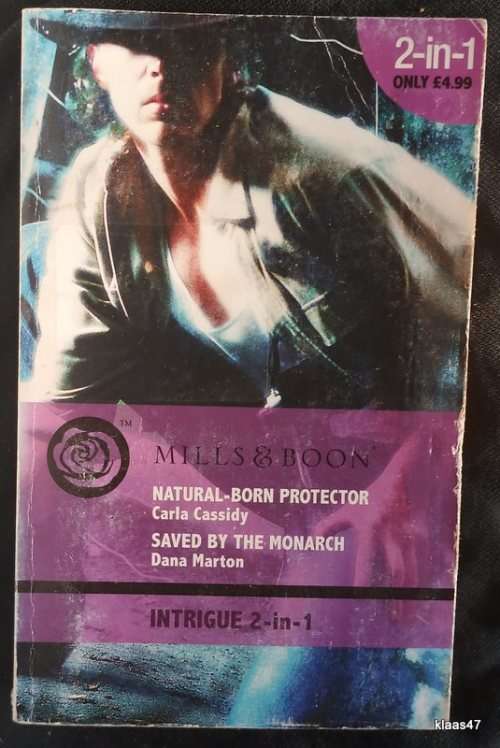 2-in-1
ONLY £4.99
TM
MILLS & BOON®
NATURAL-BORN PROTECTOR
Carla Cassidy
SAVED BY THE MONARCH
Dana Marton
INTRIGUE 2-in-1
klaas47